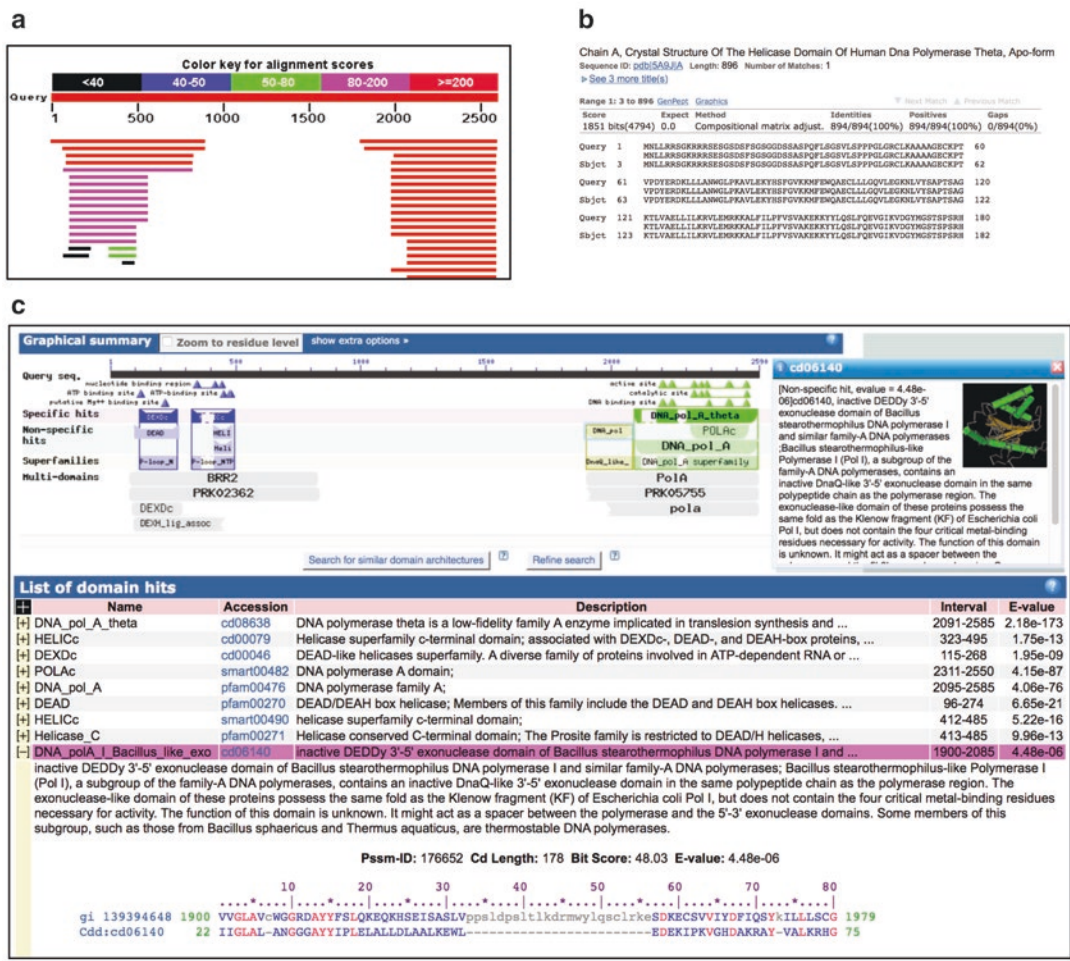 a
Color key for alignment scores
<40 40-50 50-80 80-200 >=200
Query
1 500 1000 1500 2000 2500
b
Chain A, Crystal Structure Of The Helicase Domain Of Human Dna Polymerase Theta, Apo-form
Sequence ID: pdb|5A9J|A Length: 896 Number of Matches: 1
See 3 more title(s)
Range 1: 3 to 896 GenPept Graphics Next Match Previous Match
Score Expect Method Identities Positives Gaps
1851 bits(4794) 0.0 Compositional matrix adjust. 894/894(100%) 894/894(100%) 0/894(0%)
Query 1 MNLLRRSGKRRRSESGSDSFSGSGGDSSASPQFLSGSVLSPPPGLGRCLKAAAAGECKPT 60
MNLLRRSGKRRRSESGSDSFSGSGGDSSASPQFLSGSVLSPPPGLGRCLKAAAAGECKPT
Sbjct 3 MNLLRRSGKRRRSESGSDSFSGSGGDSSASPQFLSGSVLSPPPGLGRCLKAAAAGECKPT 62
Query 61 VPDYERDKLLLANWGLPKAVLEKYHSFGVKKMFEWQAECLLLGQVLEGKNLVYSAPTSAG 120
VPDYERDKLLLANWGLPKAVLEKYHSFGVKKMFEWQAECLLLGQVLEGKNLVYSAPTSAG
Sbjct 63 VPDYERDKLLLANWGLPKAVLEKYHSFGVKKMFEWQAECLLLGQVLEGKNLVYSAPTSAG 122
Query 121 KTLVAELLILKRVLEMRKKALFILPFVSVAKEKKYYLQSLFQEVGIKVDGYMGSTSPSRH 180
KTLVAELLILKRVLEMRKKALFILPFVSVAKEKKYYLQSLFQEVGIKVDGYMGSTSPSRH
Sbjct 123 KTLVAELLILKRVLEMRKKALFILPFVSVAKEKKYYLQSLFQEVGIKVDGYMGSTSPSRH 182
c
Graphical summary Zoom to residue level show extra options »
1 500 1000 1500 2000 2590
Query seq.
nucleotide binding region active site
ATP binding site ATP-binding site catalytic site
putative Mg++ binding site DNA binding site
Specific hits DEXDc DNA_pol_A_theta
Non-specific hits DEAD HELI DNA_pol POLAc
Heli DNA_pol_A
Superfamilies P-loop_N P-loop_NTP DnaQ_like_ DNA_pol_A superfamily
Multi-domains BRR2 PolA
PRK02362 PRK05755
DEXDc pola
DEXH_lig_assoc
Search for similar domain architectures Refine search
cd06140
[Non-specific hit, evalue = 4.48e-
06]cd06140, inactive DEDDy 3'-5'
exonuclease domain of Bacillus
stearothermophilus DNA polymerase I
and similar family-A DNA polymerases
;Bacillus stearothermophilus-like
Polymerase I (Pol I), a subgroup of the
family-A DNA polymerases, contains an
inactive DnaQ-like 3'-5' exonuclease domain in the same
polypeptide chain as the polymerase region. The
exonuclease-like domain of these proteins possess the
same fold as the Klenow fragment (KF) of Escherichia coli
Pol I, but does not contain the four critical metal-binding
residues necessary for activity. The function of this domain
is unknown. It might act as a spacer between the
List of domain hits
Name Accession Description Interval E-value
[+] DNA_pol_A_theta cd08638 DNA polymerase theta is a low-fidelity family A enzyme implicated in translesion synthesis and ... 2091-2585 2.18e-173
[+] HELICc cd00079 Helicase superfamily c-terminal domain; associated with DEXDc-, DEAD-, and DEAH-box proteins, ... 323-495 1.75e-13
[+] DEXDc cd00046 DEAD-like helicases superfamily. A diverse family of proteins involved in ATP-dependent RNA or ... 115-268 1.95e-09
[+] POLAc smart00482 DNA polymerase A domain; 2311-2550 4.15e-87
[+] DNA_pol_A pfam00476 DNA polymerase family A; 2095-2585 4.06e-76
[+] DEAD pfam00270 DEAD/DEAH box helicase; Members of this family include the DEAD and DEAH box helicases. ... 96-274 6.65e-21
[+] HELICc smart00490 helicase superfamily c-terminal domain; 412-485 5.22e-16
[+] Helicase_C pfam00271 Helicase conserved C-terminal domain; The Prosite family is restricted to DEAD/H helicases, ... 413-485 9.96e-13
[−] DNA_polA_I_Bacillus_like_exo cd06140 inactive DEDDy 3'-5' exonuclease domain of Bacillus stearothermophilus DNA polymerase I and ... 1900-2085 4.48e-06
inactive DEDDy 3'-5' exonuclease domain of Bacillus stearothermophilus DNA polymerase I and similar family-A DNA polymerases; Bacillus stearothermophilus-like Polymerase I
(Pol I), a subgroup of the family-A DNA polymerases, contains an inactive DnaQ-like 3'-5' exonuclease domain in the same polypeptide chain as the polymerase region. The
exonuclease-like domain of these proteins possess the same fold as the Klenow fragment (KF) of Escherichia coli Pol I, but does not contain the four critical metal-binding residues
necessary for activity. The function of this domain is unknown. It might act as a spacer between the polymerase and the 5'-3' exonuclease domains. Some members of this
subgroup, such as those from Bacillus sphaericus and Thermus aquaticus, are thermostable DNA polymerases.
Pssm-ID: 176652 Cd Length: 178 Bit Score: 48.03 E-value: 4.48e-06
10 20 30 40 50 60 70 80
....*....|....*....|....*....|....*....|....*....|....*....|....*....|....*....|
gi 139394648 1900 VVGLAVcWGGRDAYYFSLQKEQKHSEISASLVppsldpsltlkdrmwylqsclrkeSDKECSVVIYDFIQSYkILLLSCG 1979
Cdd:cd06140 22 IIGLAL-ANGGGAYYIPLELALLDLAALKEWL------------------------EDEKIPKVGHDAKRAY-VALKRHG 75